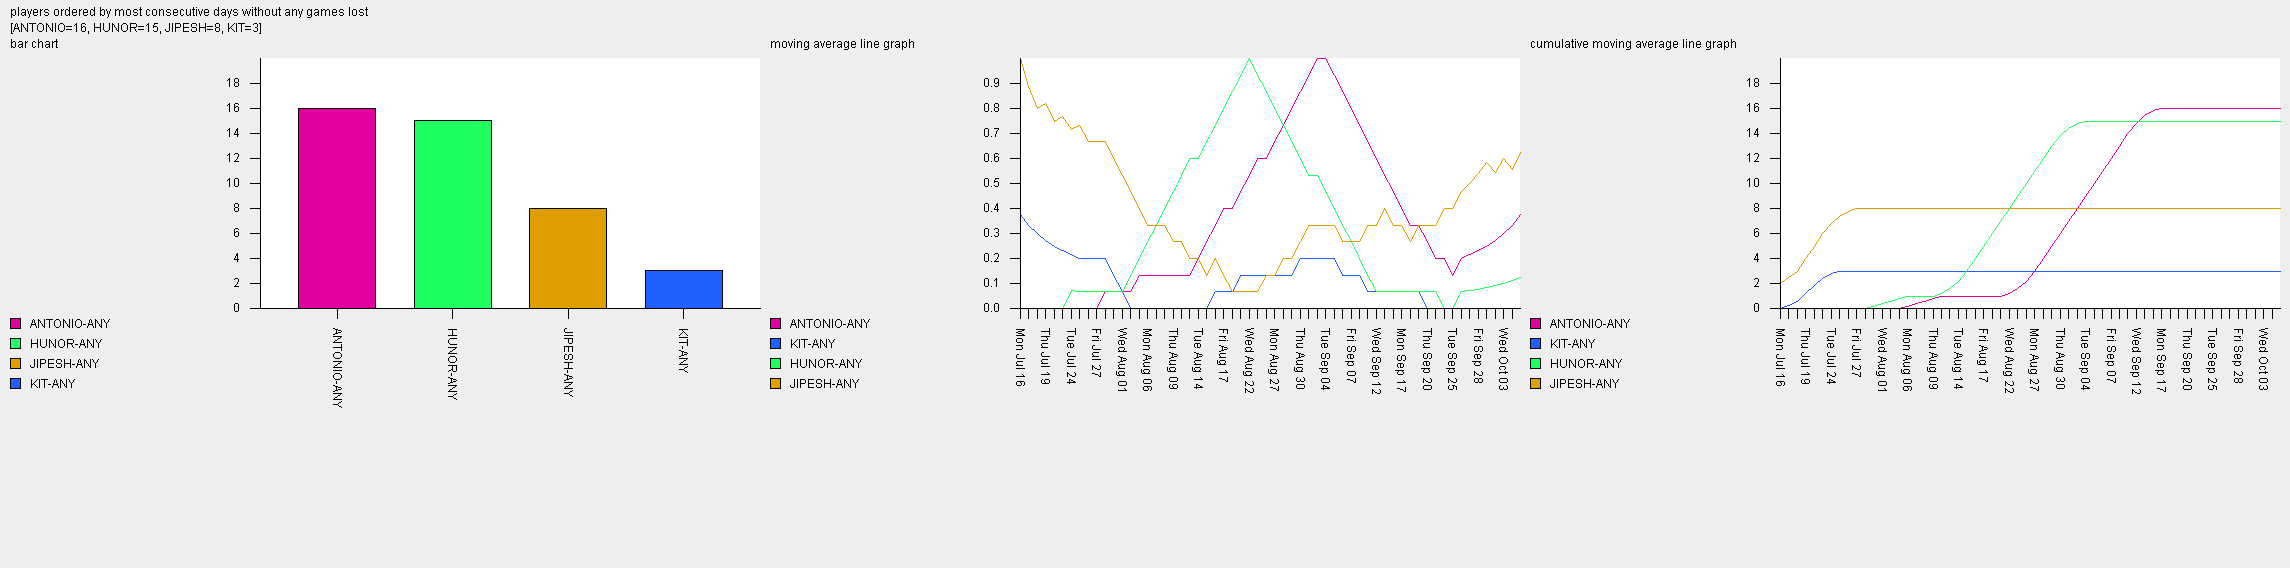 players ordered by most consecutive days without any games lost
[ANTONIO=16, HUNOR=15, JIPESH=8, KIT=3]
bar chart
18
16
14
12
10
8
6
4
2
0
ANTONIO-ANY
HUNOR-ANY
JIPESH-ANY
KIT-ANY
ANTONIO-ANY
HUNOR-ANY
JIPESH-ANY
KIT-ANY
moving average line graph
0.9
0.8
0.7
0.6
0.5
0.4
0.3
0.2
0.1
0.0
Mon Jul 16
Thu Jul 19
Tue Jul 24
Fri Jul 27
Wed Aug 01
Mon Aug 06
Thu Aug 09
Tue Aug 14
Fri Aug 17
Wed Aug 22
Mon Aug 27
Thu Aug 30
Tue Sep 04
Fri Sep 07
Wed Sep 12
Mon Sep 17
Thu Sep 20
Tue Sep 25
Fri Sep 28
Wed Oct 03
ANTONIO-ANY
KIT-ANY
HUNOR-ANY
JIPESH-ANY
cumulative moving average line graph
18
16
14
12
10
8
6
4
2
0
Mon Jul 16
Thu Jul 19
Tue Jul 24
Fri Jul 27
Wed Aug 01
Mon Aug 06
Thu Aug 09
Tue Aug 14
Fri Aug 17
Wed Aug 22
Mon Aug 27
Thu Aug 30
Tue Sep 04
Fri Sep 07
Wed Sep 12
Mon Sep 17
Thu Sep 20
Tue Sep 25
Fri Sep 28
Wed Oct 03
ANTONIO-ANY
KIT-ANY
HUNOR-ANY
JIPESH-ANY